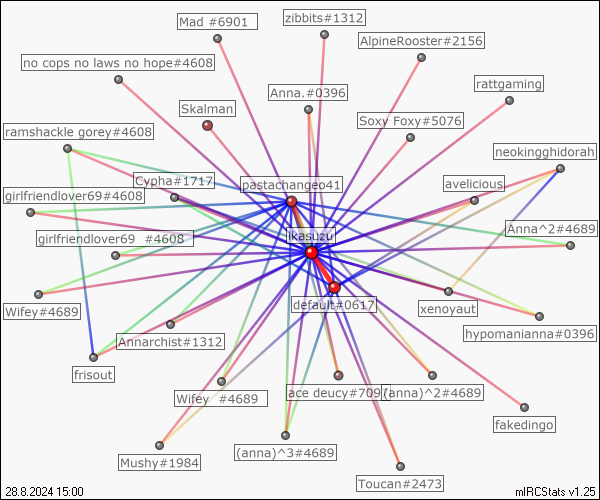 Mad #6901
zibbits#1312
AlpineRooster#2156
no cops no laws no hope#4608
rattgaming
Anna.#0396
Skalman
Soxy Foxy#5076
ramshackle gorey#4608
neokingghidorah
Cypha#1717
pastachangeo41
avelicious
girlfriendlover69#4608
Anna^2#4689
girlfriendlover69 #4608
likasuzu
default#0617
xenoyaut
Wifey#4689
hypomanianna#0396
Annarchist#1312
frisout
Wifey #4689
ace deucy#709
(anna)^2#4689
fakedingo
(anna)^3#4689
Mushy#1984
Toucan#2473
28.8.2024 15:00
mIRCStats v1.25